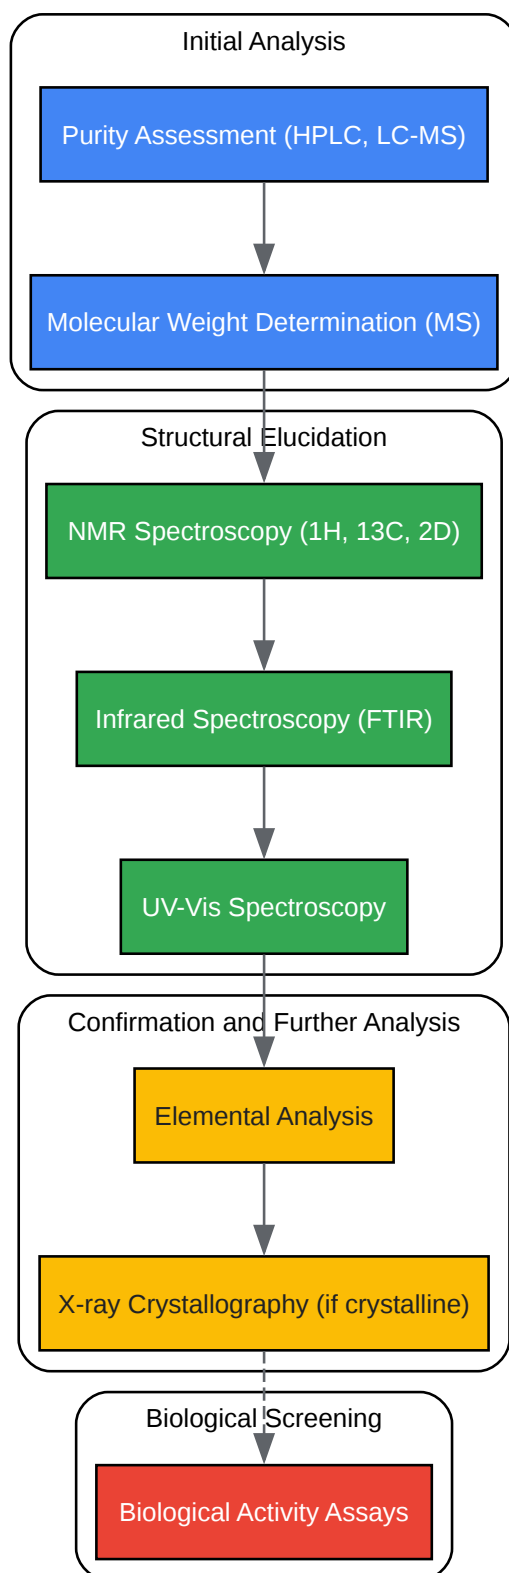 Initial Analysis
Purity Assessment (HPLC, LC-MS)
Molecular Weight Determination (MS)
Structural Elucidation
NMR Spectroscopy (1H, 13C, 2D)
Infrared Spectroscopy (FTIR)
UV-Vis Spectroscopy
Confirmation and Further Analysis
Elemental Analysis
X-ray Crystallography (if crystalline)
Biological Screening
Biological Activity Assays